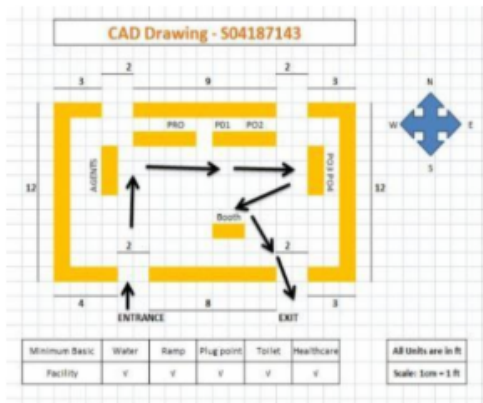 CAD Drawing - S04187143
2 2
3 9 3
N
PRO PO1 PO2
W E
AGENTS
PO3 PO4
S
12 12
Booth
2 2
4 8 3
ENTRANCE EXIT
Minimum Basic Water Ramp Plug point Toilet Healthcare
Facility √ √ √ √ √
All Units are in ft
Scale: 1cm = 1 ft